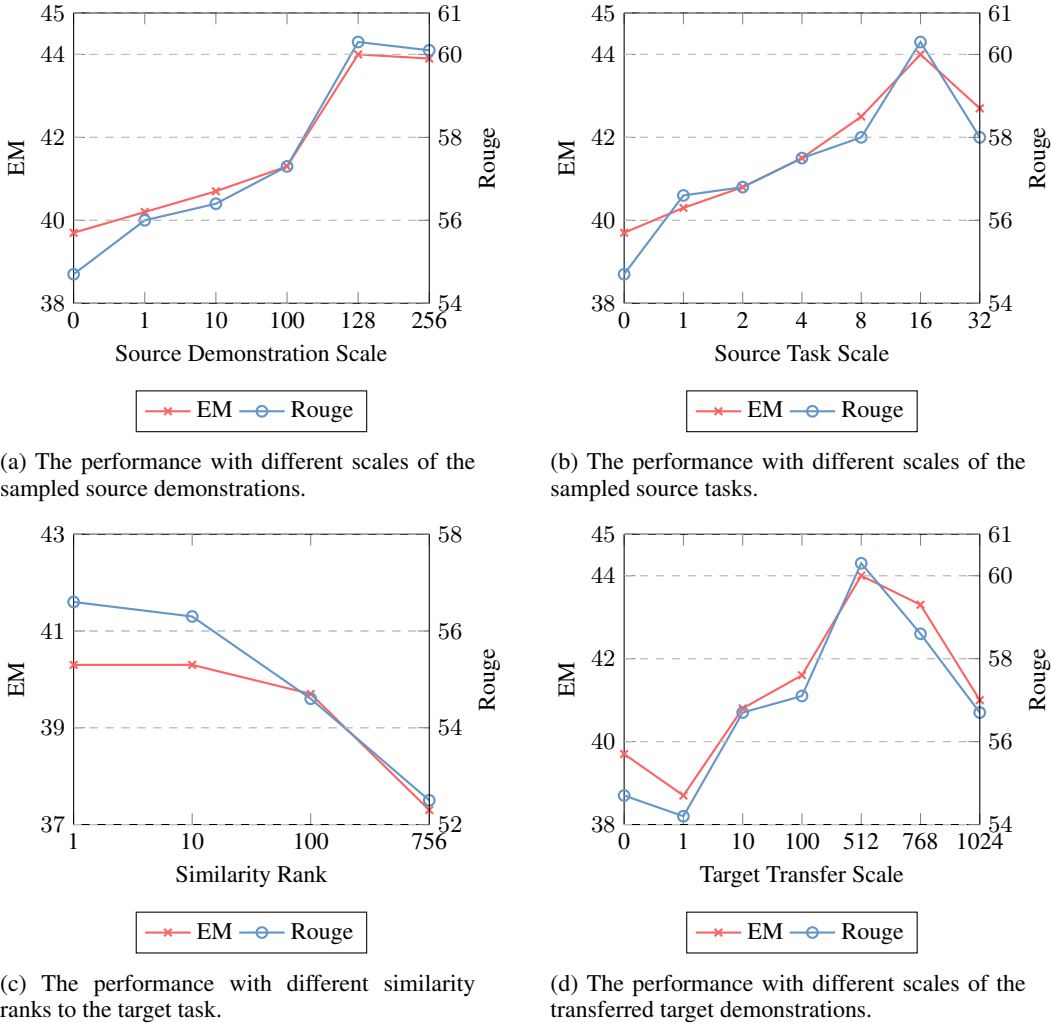 45
44
42
40
38
EM
61
60
58
56
54
Rouge
0 1 10 100 128 256
Source Demonstration Scale
EM Rouge
(a) The performance with different scales of the
sampled source demonstrations.
45
44
42
40
38
EM
61
60
58
56
54
Rouge
0 1 2 4 8 16 32
Source Task Scale
EM Rouge
(b) The performance with different scales of the
sampled source tasks.
43
41
39
37
EM
58
56
54
52
Rouge
1 10 100 756
Similarity Rank
EM Rouge
(c) The performance with different similarity
ranks to the target task.
45
44
42
40
38
EM
61
60
58
56
54
Rouge
0 1 10 100 512 768 1024
Target Transfer Scale
EM Rouge
(d) The performance with different scales of the
transferred target demonstrations.